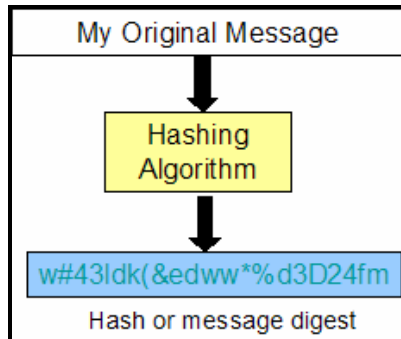 My Original Message
Hashing
Algorithm
w#43ldk(&edww*%d3D24fm
Hash or message digest